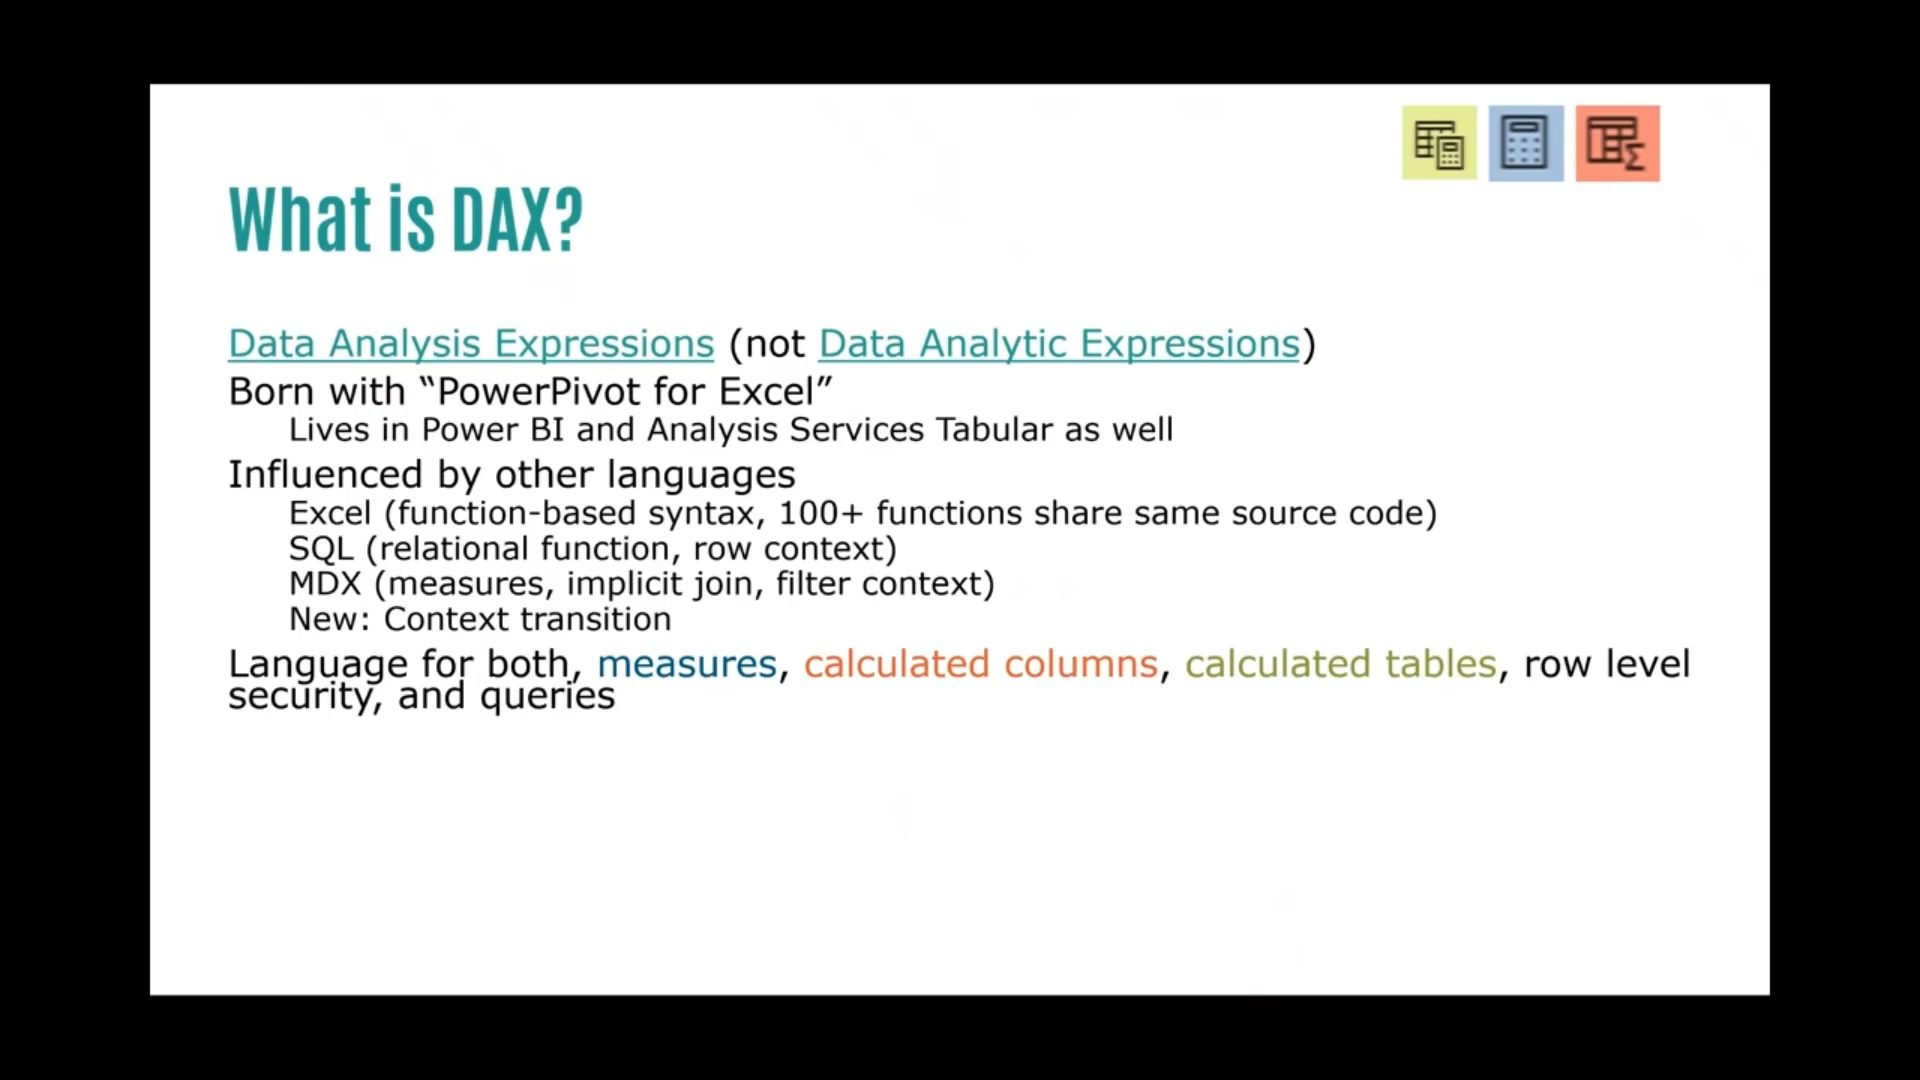 What is DAX?
Data Analysis Expressions (not Data Analytic Expressions)
Born with “PowerPivot for Excel”
Lives in Power BI and Analysis Services Tabular as well
Influenced by other languages
Excel (function-based syntax, 100+ functions share same source code)
SQL (relational function, row context)
MDX (measures, implicit join, filter context)
New: Context transition
Language for both, measures, calculated columns, calculated tables, row level
security, and queries